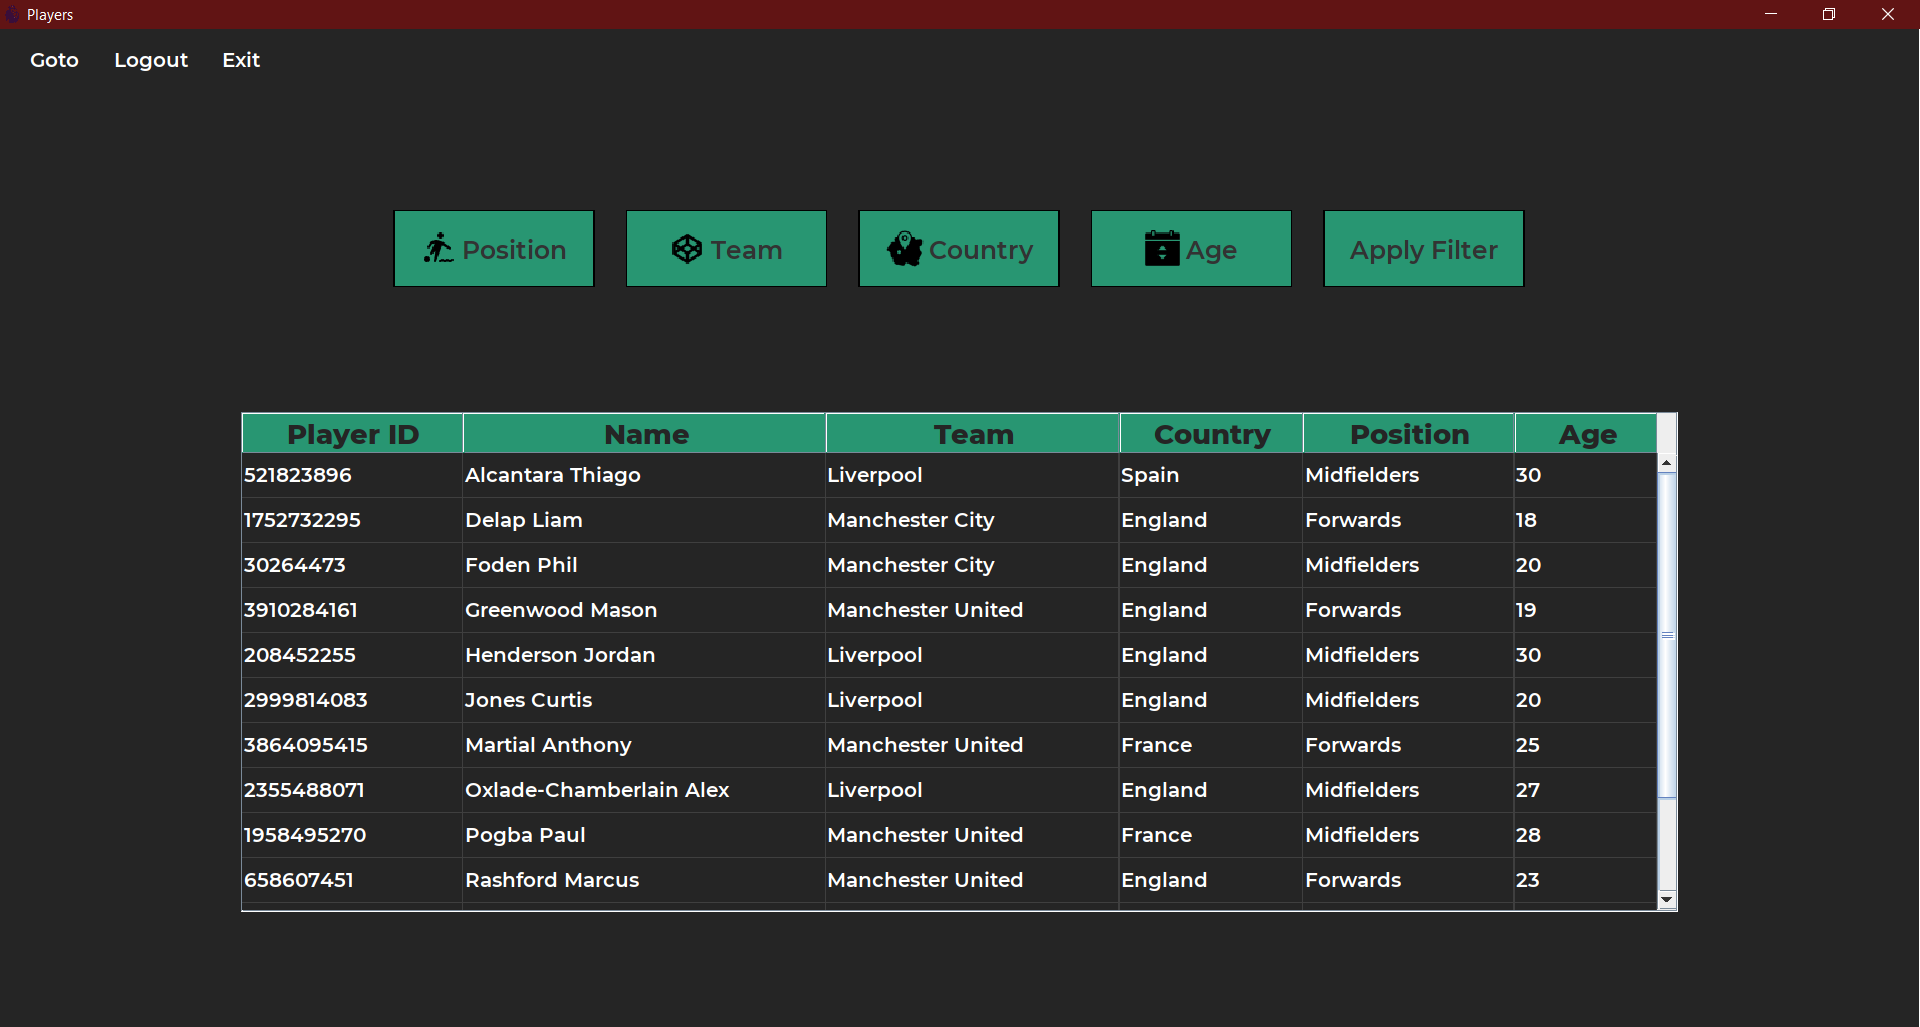 Players
Goto Logout Exit
Position Team Country Age Apply Filter
Player ID Name Team Country Position Age
521823896 Alcantara Thiago Liverpool Spain Midfielders 30
1752732295 Delap Liam Manchester City England Forwards 18
30264473 Foden Phil Manchester City England Midfielders 20
3910284161 Greenwood Mason Manchester United England Forwards 19
208452255 Henderson Jordan Liverpool England Midfielders 30
2999814083 Jones Curtis Liverpool England Midfielders 20
3864095415 Martial Anthony Manchester United France Forwards 25
2355488071 Oxlade-Chamberlain Alex Liverpool England Midfielders 27
1958495270 Pogba Paul Manchester United France Midfielders 28
658607451 Rashford Marcus Manchester United England Forwards 23